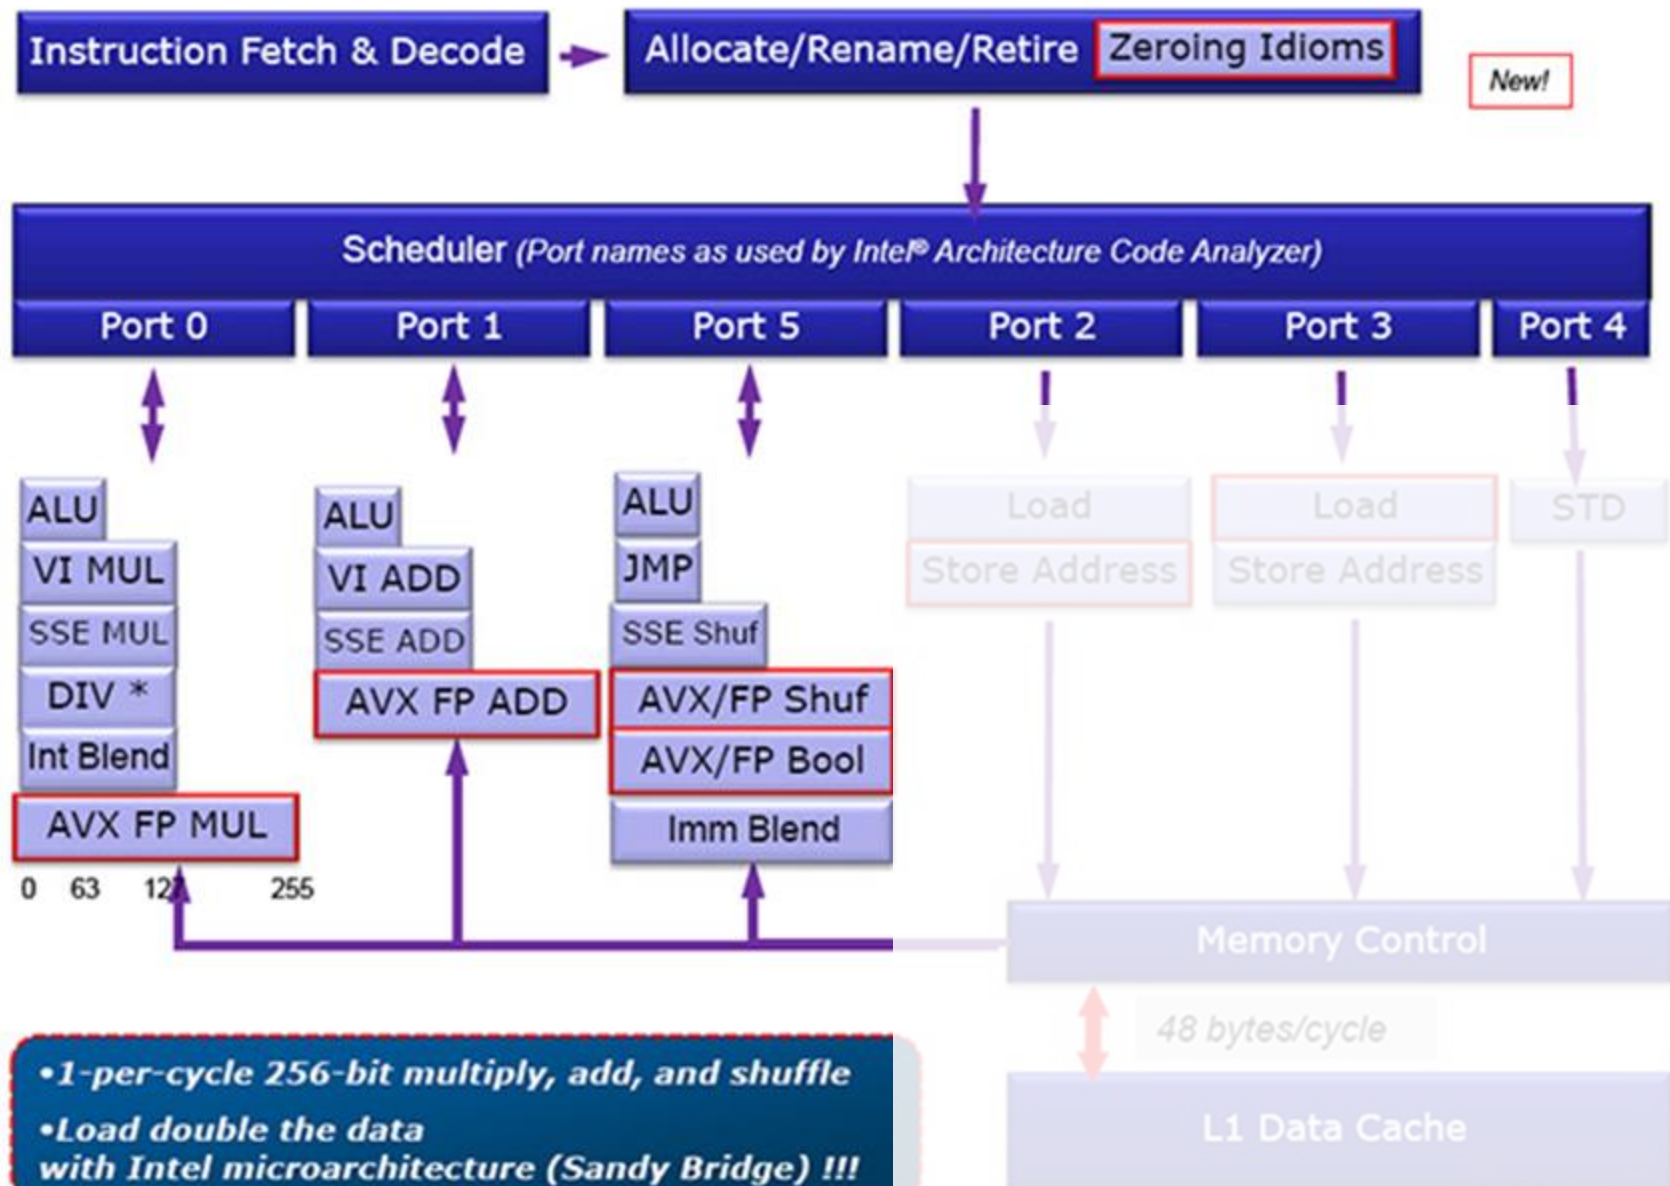 Instruction Fetch & Decode
Allocate/Rename/Retire Zeroing Idioms
New!
Scheduler (Port names as used by Intel® Architecture Code Analyzer)
Port 0
Port 1
Port 5
Port 2
Port 3
Port 4
ALU
VI MUL
SSE MUL
DIV *
Int Blend
AVX FP MUL
0 63 127 255
ALU
VI ADD
SSE ADD
AVX FP ADD
ALU
JMP
SSE Shuf
AVX/FP Shuf
AVX/FP Bool
Imm Blend
Load
Store Address
Load
Store Address
STD
Memory Control
48 bytes/cycle
L1 Data Cache
•1-per-cycle 256-bit multiply, add, and shuffle
•Load double the data
with Intel microarchitecture (Sandy Bridge) !!!